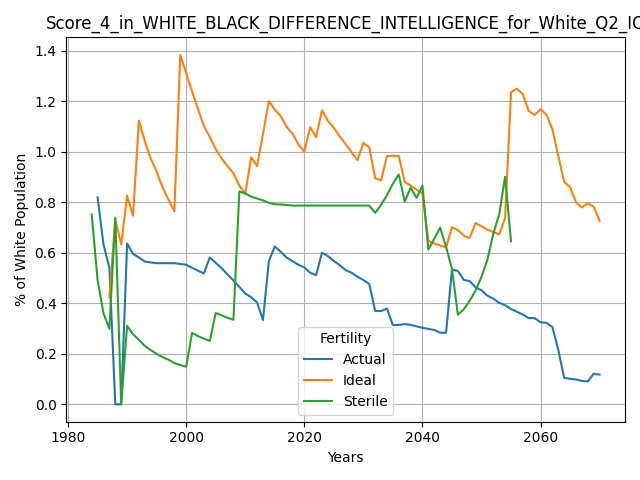 Score_4_in_WHITE_BLACK_DIFFERENCE_INTELLIGENCE_for_White_Q2_IQ
1.4
1.2
1.0
0.8
0.6
0.4
0.2
0.0
% of White Population
Fertility
Actual
Ideal
Sterile
1980 2000 2020 2040 2060
Years